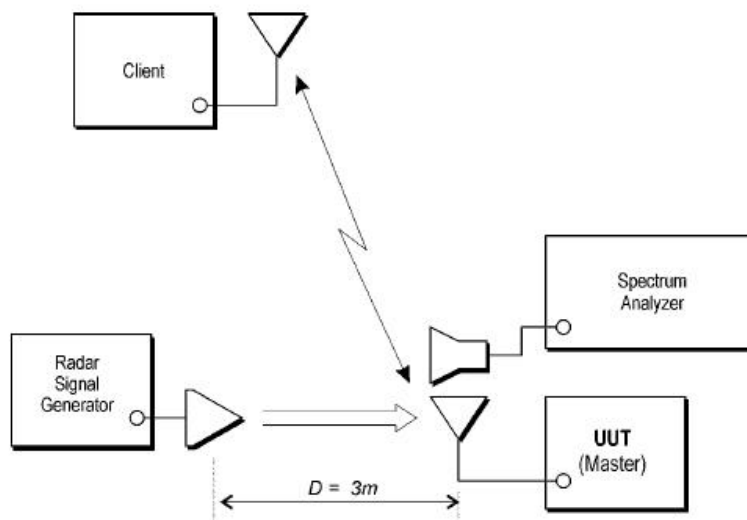 Client
Spectrum
Analyzer
Radar
Signal
Generator
UUT
(Master)
D = 3m